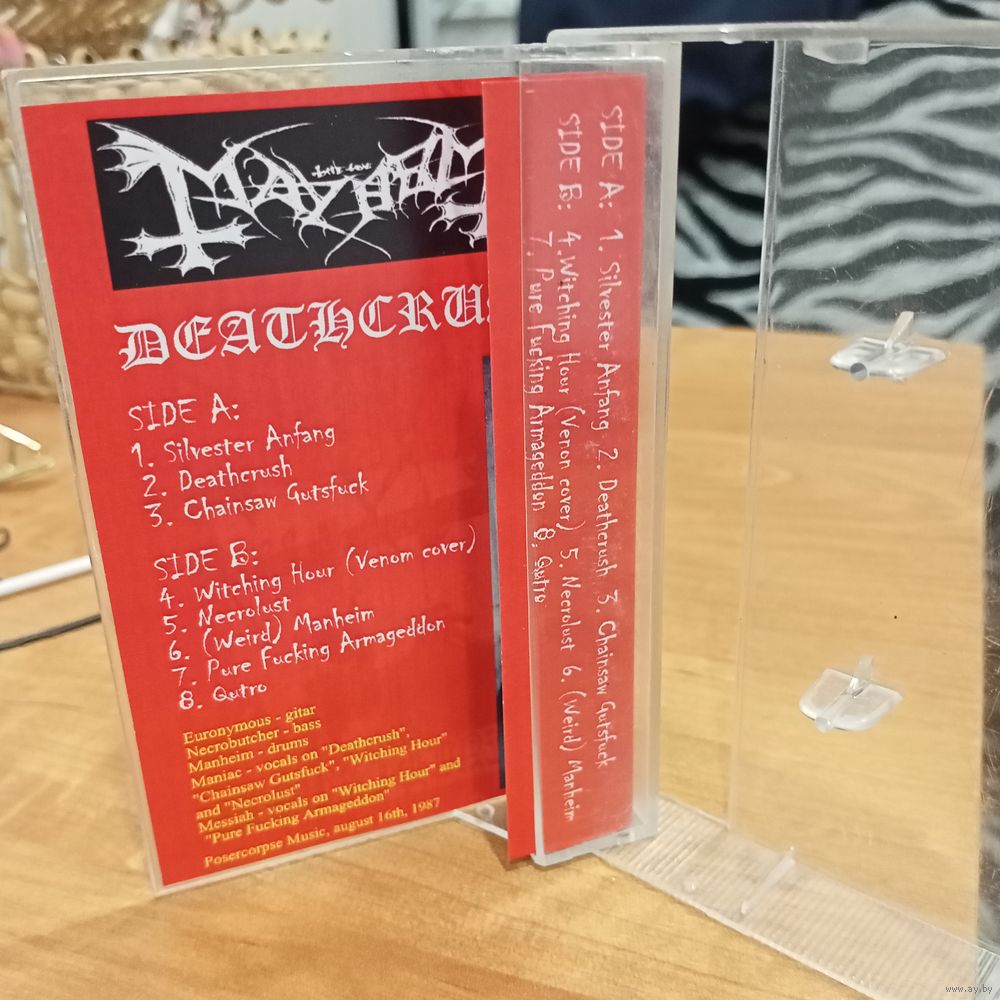 MAYHEM
DEATHCRUS
SIDE A:
1. Silvester Anfang
2. Deathcrush
3. Chainsaw Gutsfuck
SIDE B:
4. Witching Hour (Venom cover)
5. Necrolust
6. (Weird) Manheim
7. Pure Fucking Armageddon
8. Qutro
Euronymous - gitar
Necrobutcher - bass
Manheim - drums
Maniac - vocals on "Deathcrush",
"Chainsaw Gutsfuck", "Witching Hour"
and "Necrolust"
Messiah - vocals on "Witching Hour" and
"Pure Fucking Armageddon"
Posercorpse Music, august 16th, 1987
SIDE A: 1. Silvester Anfang 2. Deathcrush 3. Chainsaw Gutsfuck
SIDE B: 4.Witching Hour (Venon cover) 5. Necrolust 6. (Weird) Manheim
7. Pure Fucking Armageddon 8. Qutro
www.ay.by